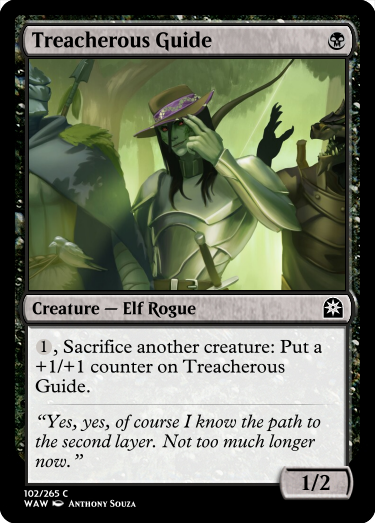 Treacherous Guide
Creature — Elf Rogue
1, Sacrifice another creature: Put a
+1/+1 counter on Treacherous
Guide.
“Yes, yes, of course I know the path to
the second layer. Not too much longer
now.”
1/2
102/265 C
WAW Anthony Souza